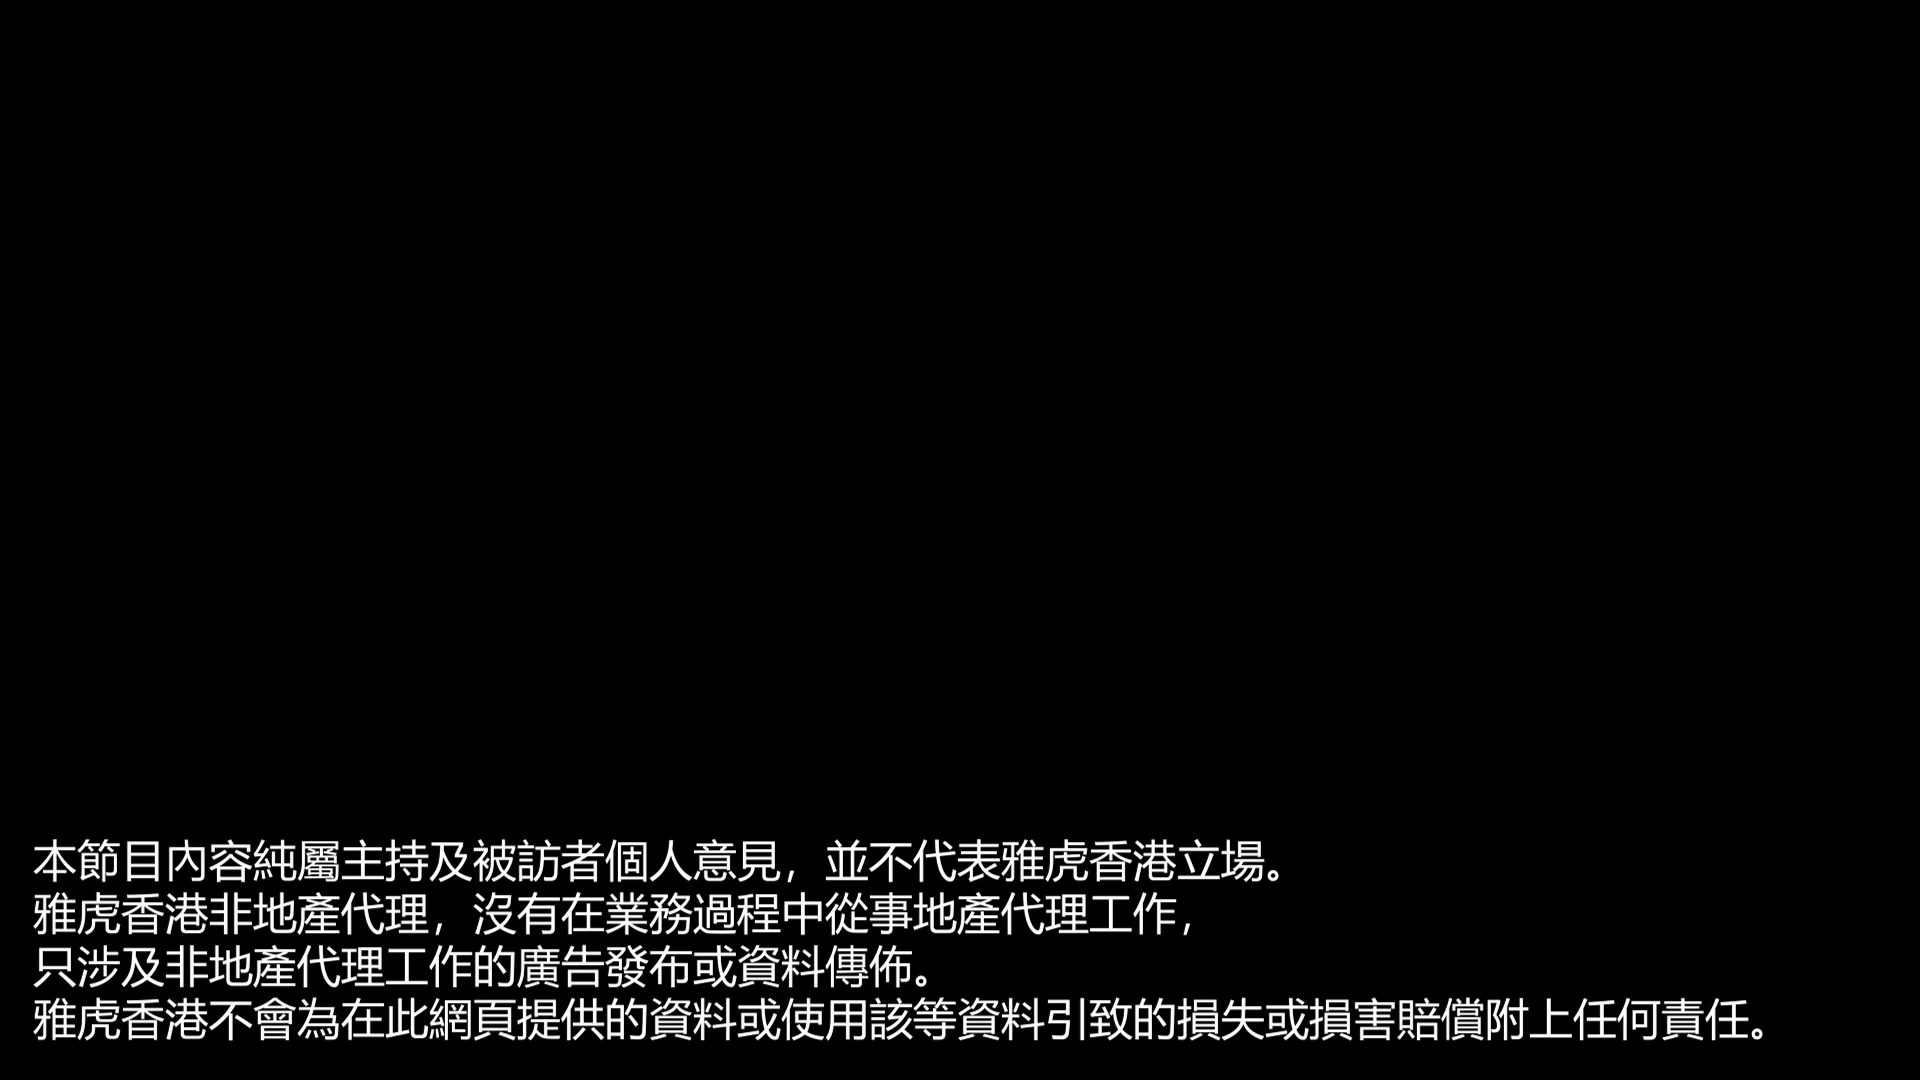 本節目內容純屬主持及被訪者個人意見，並不代表雅虎香港立場。
雅虎香港非地產代理，沒有在業務過程中從事地產代理工作，
只涉及非地產代理工作的廣告發布或資料傳佈。
雅虎香港不會為在此網頁提供的資料或使用該等資料引致的損失或損害賠償附上任何責任。